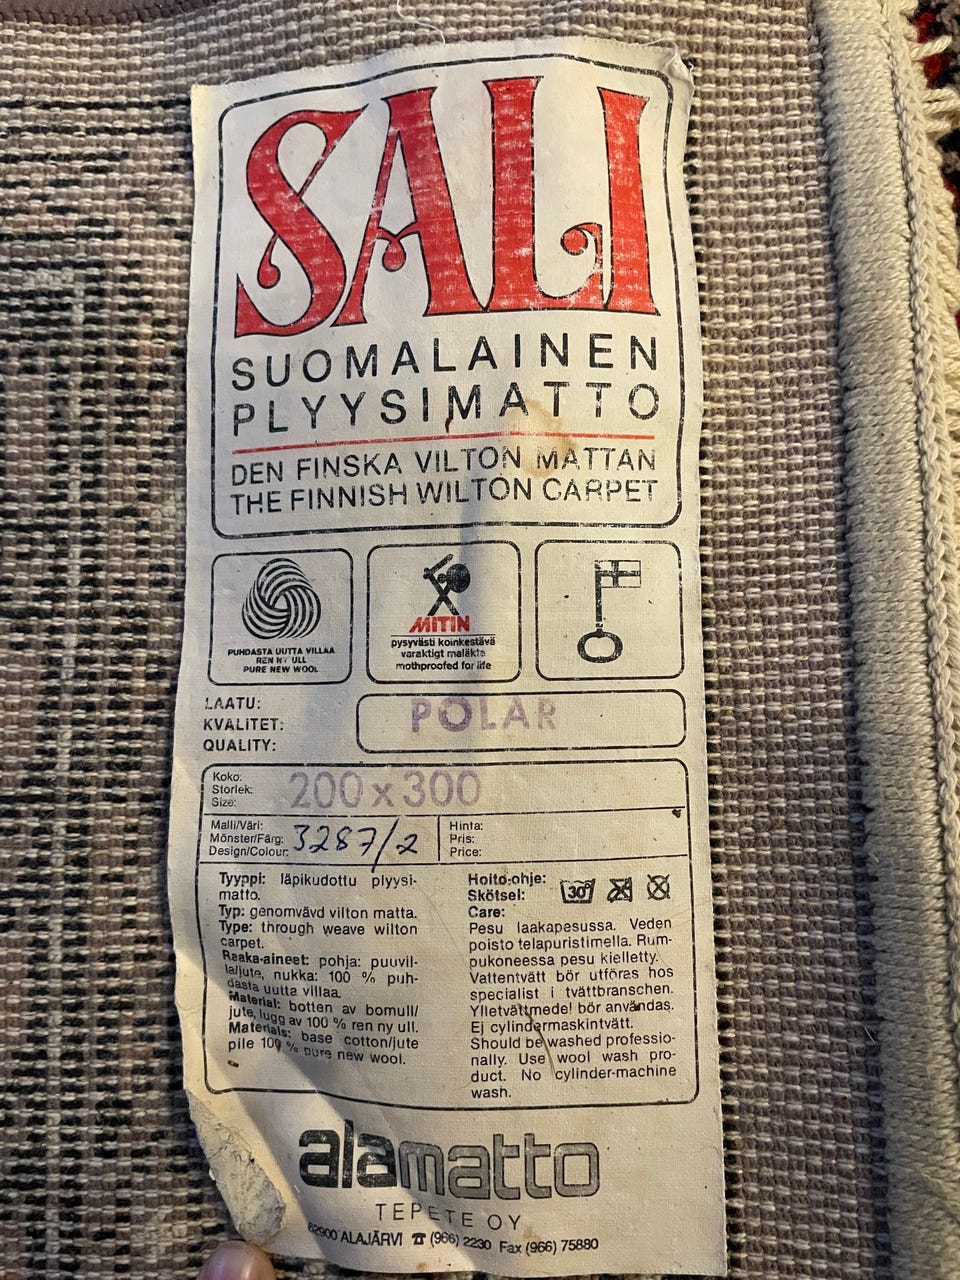 SALI
SUOMALAINEN
PLYYSIMATTO
DEN FINSKA VILTON MATTAN
THE FINNISH WILTON CARPET
PUHDASTA UUTTA VILLAA
REN NY ULL
PURE NEW WOOL
MITIN
pysyvästi koinkestävä
varaktigt maläkta
mothproofed for life
LAATU:
KVALITET:
QUALITY:
POLAR
Koko:
Storlek:
Size:
200 x 300
Malli/Väri:
Mönster/Färg:
Design/Colour:
3287/2
Hinta:
Pris:
Price:
Tyyppi: läpikudottu plyysi-
matto.
Typ: genomvävd vilton matta.
Type: through weave wilton
carpet.
Raaka-aineet: pohja: puuvil-
la/jute, nukka: 100 % puh-
dasta uutta villaa.
Material: botten av bomull/
jute, lugg av 100 % ren ny ull.
Materials: base cotton/jute
pile 100 % pure new wool.
Hoito-ohje:
Skötsel:
Care:
30°
Pesu laakapesussa. Veden
poisto telapuristimella. Rum-
pukoneessa pesu kielletty.
Vattentvätt bör utföras hos
specialist i tvättbranschen.
Ylletvättmedel bör användas.
Ej cylindermaskintvätt.
Should be washed professio-
nally. Use wool wash pro-
duct. No cylinder-machine
wash.
alamatto
TEPETE OY
62900 ALAJÄRVI ☎ (966) 2230 Fax (966) 75880